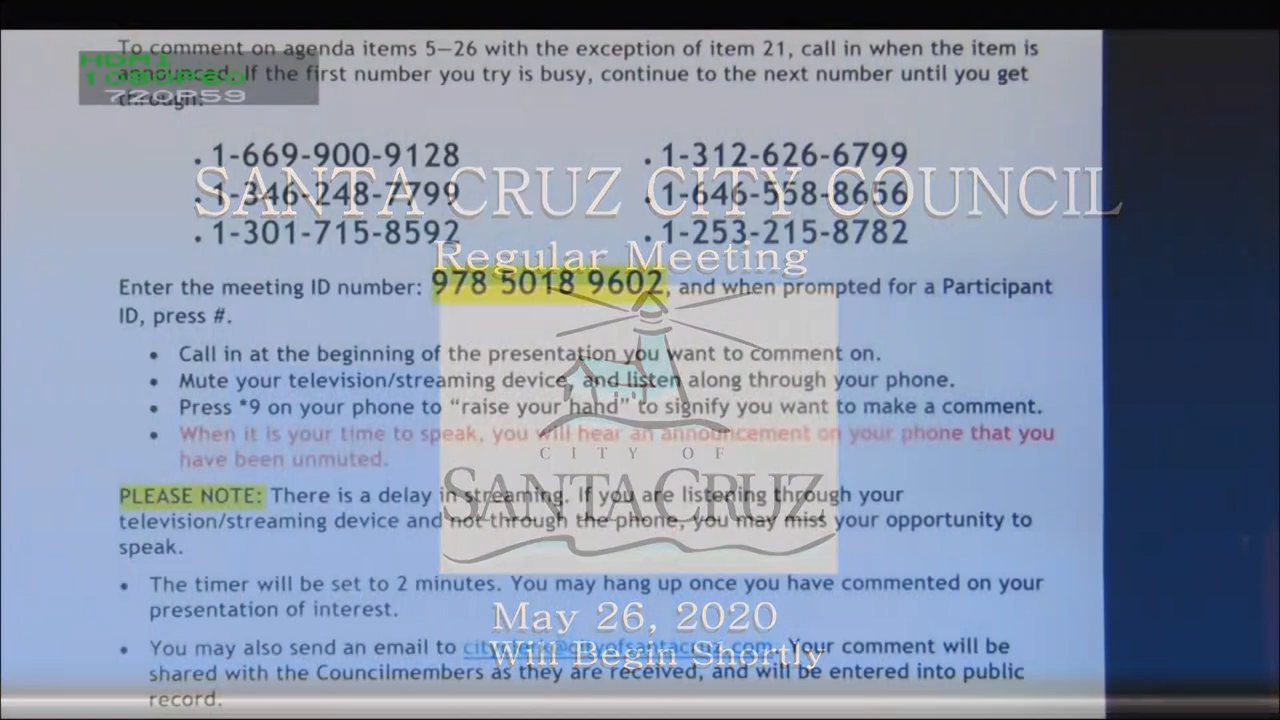 To comment on agenda items 5–26 with the exception of item 21, call in when the item is
announced. If the first number you try is busy, continue to the next number until you get
through:
HDMI
1080P60
720P59
• 1-669-900-9128
• 1-312-626-6799
• 1-346-248-7799
• 1-646-558-8656
• 1-301-715-8592
• 1-253-215-8782
SANTA CRUZ CITY COUNCIL
Regular Meeting
Enter the meeting ID number: 978 5018 9602, and when prompted for a Participant
ID, press #.
• Call in at the beginning of the presentation you want to comment on.
• Mute your television/streaming device, and listen along through your phone.
• Press *9 on your phone to “raise your hand” to signify you want to make a comment.
• When it is your time to speak, you will hear an announcement on your phone that you
have been unmuted.
CITY OF
SANTA CRUZ
PLEASE NOTE: There is a delay in streaming. If you are listening through your
television/streaming device and not through the phone, you may miss your opportunity to
speak.
• The timer will be set to 2 minutes. You may hang up once you have commented on your
presentation of interest.
May 26, 2020
Will Begin Shortly
• You may also send an email to Your comment will be
shared with the Councilmembers as they are received, and will be entered into public
record.